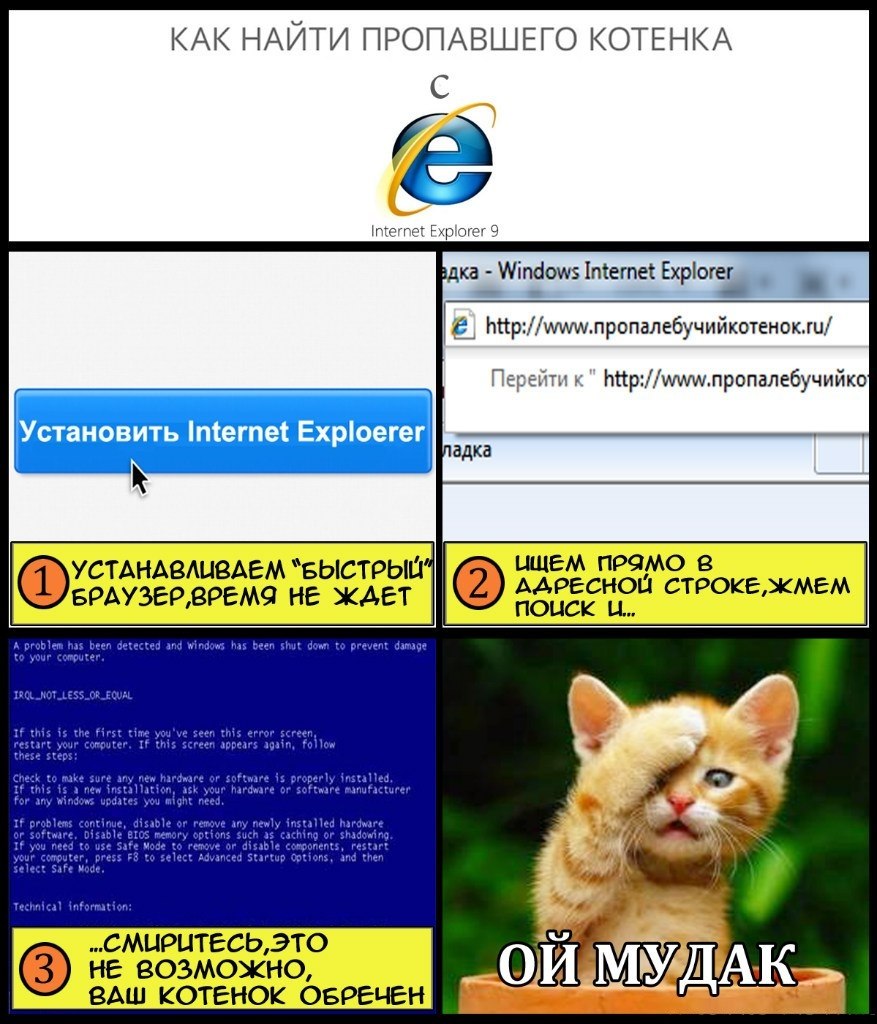 КАК НАЙТИ ПРОПАВШЕГО КОТЕНКА
С
Internet Explorer 9
Установить Internet Exploerer
1 УСТАНАВЛИВАЕМ "БЫСТРЫЙ"
БРАУЗЕР,ВРЕМЯ НЕ ЖДЕТ
адка - Windows Internet Explorer
http://www.пропалебучийкотенок.ru/
Перейти к " http://www.пропалебучийкот
ладка
2 ИЩЕМ ПРЯМО В
АДРЕСНОЙ СТРОКЕ,ЖМЕМ
ПОИСК И...
A problem has been detected and Windows has been shut down to prevent damage
to your computer.
IRQL_NOT_LESS_OR_EQUAL
If this is the first time you've seen this error screen,
restart your computer. If this screen appears again, follow
these steps:
Check to make sure any new hardware or software is properly installed.
If this is a new installation, ask your hardware or software manufacturer
for any Windows updates you might need.
If problems continue, disable or remove any newly installed hardware
or software. Disable BIOS memory options such as caching or shadowing.
If you need to use Safe Mode to remove or disable components, restart
your computer, press F8 to select Advanced Startup Options, and then
select Safe Mode.
Technical information:
3 ...СМИРИТЕСЬ,ЭТО
НЕ ВОЗМОЖНО,
ВАШ КОТЕНОК ОБРЕЧЕН
ОЙ МУДАК